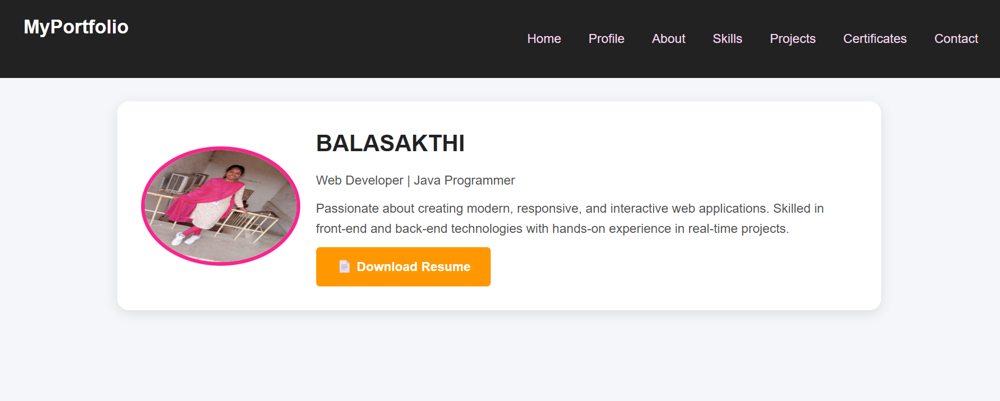 MyPortfolio
Home Profile About Skills Projects Certificates Contact
BALASAKTHI
Web Developer | Java Programmer
Passionate about creating modern, responsive, and interactive web applications. Skilled in
front-end and back-end technologies with hands-on experience in real-time projects.
Download Resume